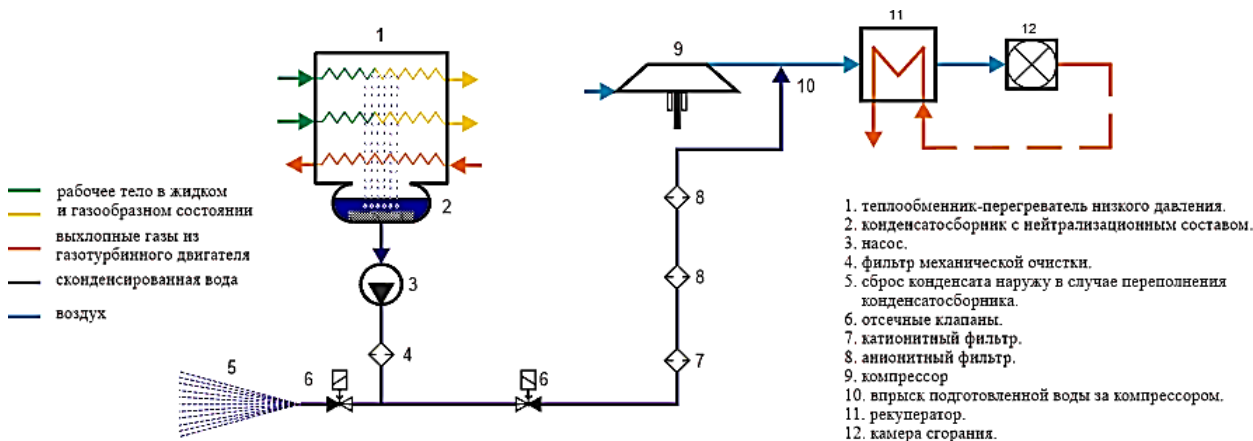 1
2
3
4
5
6
6
7
8
8
9
10
11
12
рабочее тело в жидком
и газообразном состоянии
выхлопные газы из
газотурбинного двигателя
сконденсированная вода
воздух
1. теплообменник-перегреватель низкого давления.
2. конденсатосборник с нейтрализационным составом.
3. насос.
4. фильтр механической очистки.
5. сброс конденсата наружу в случае переполнения
конденсатосборника.
6. отсечные клапаны.
7. катионитный фильтр.
8. анионитный фильтр.
9. компрессор
10. впрыск подготовленной воды за компрессором.
11. рекуператор.
12. камера сгорания.